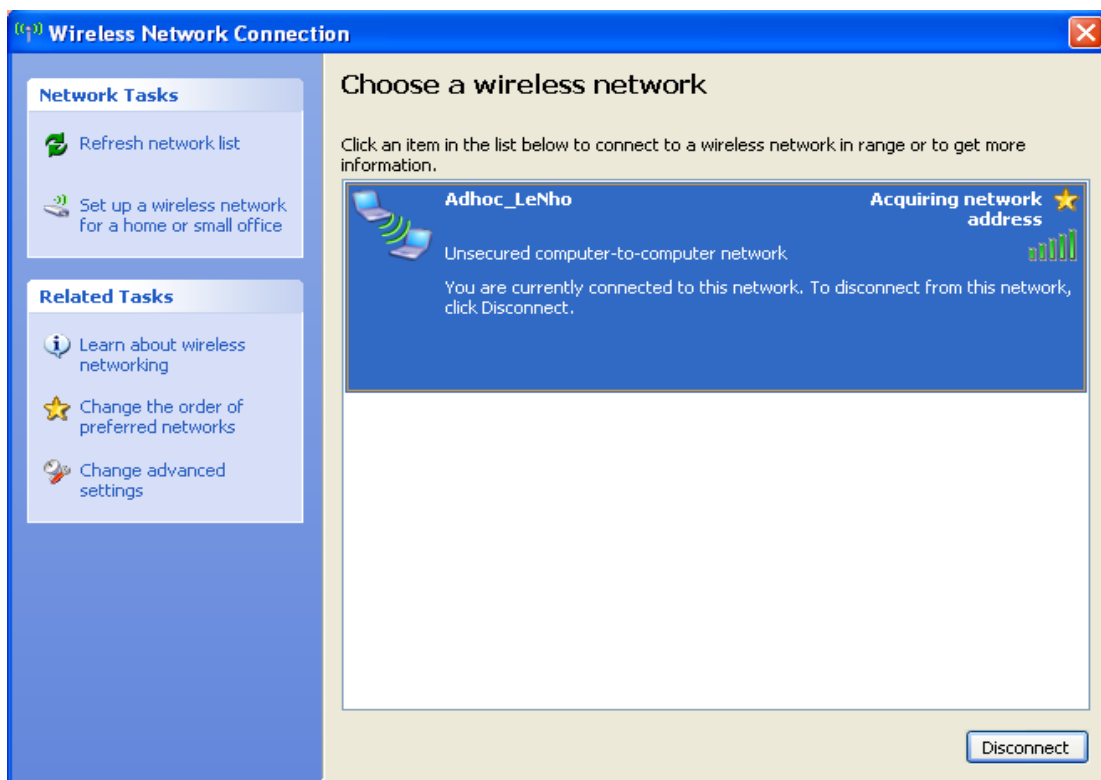 Wireless Network Connection
Network Tasks
Refresh network list
Set up a wireless network
for a home or small office
Related Tasks
Learn about wireless
networking
Change the order of
preferred networks
Change advanced
settings
Choose a wireless network
Click an item in the list below to connect to a wireless network in range or to get more
information.
Adhoc_LeNho
Acquiring network
address
Unsecured computer-to-computer network
You are currently connected to this network. To disconnect from this network,
click Disconnect.
Disconnect